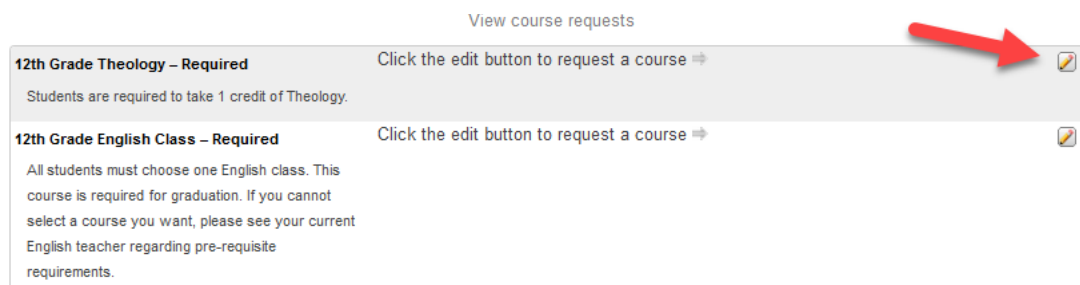 View course requests
12th Grade Theology – Required
Click the edit button to request a course ⇒
Students are required to take 1 credit of Theology.
12th Grade English Class – Required
Click the edit button to request a course ⇒
All students must choose one English class. This
course is required for graduation. If you cannot
select a course you want, please see your current
English teacher regarding pre-requisite
requirements.